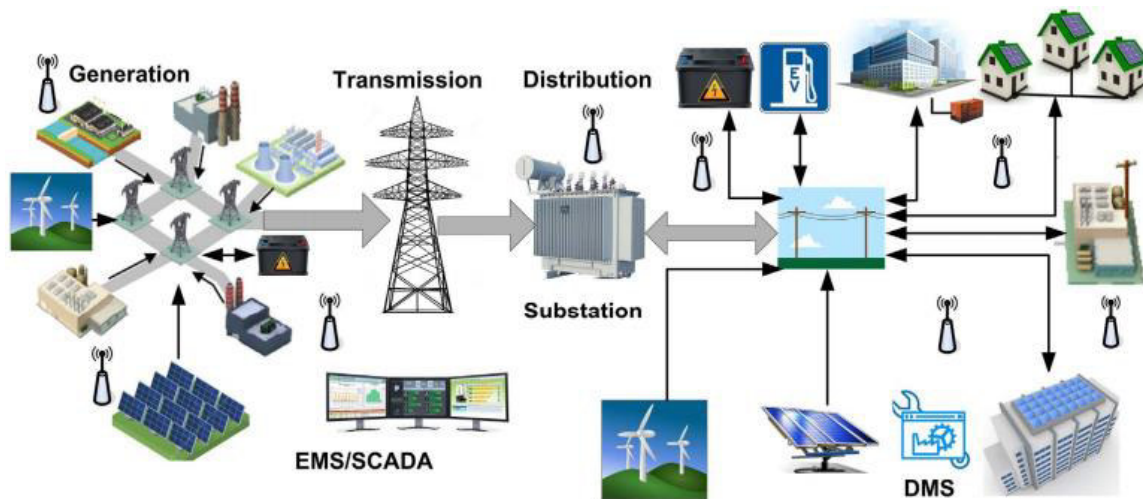 Generation
Transmission
Distribution
EV
Substation
EMS/SCADA
DMS